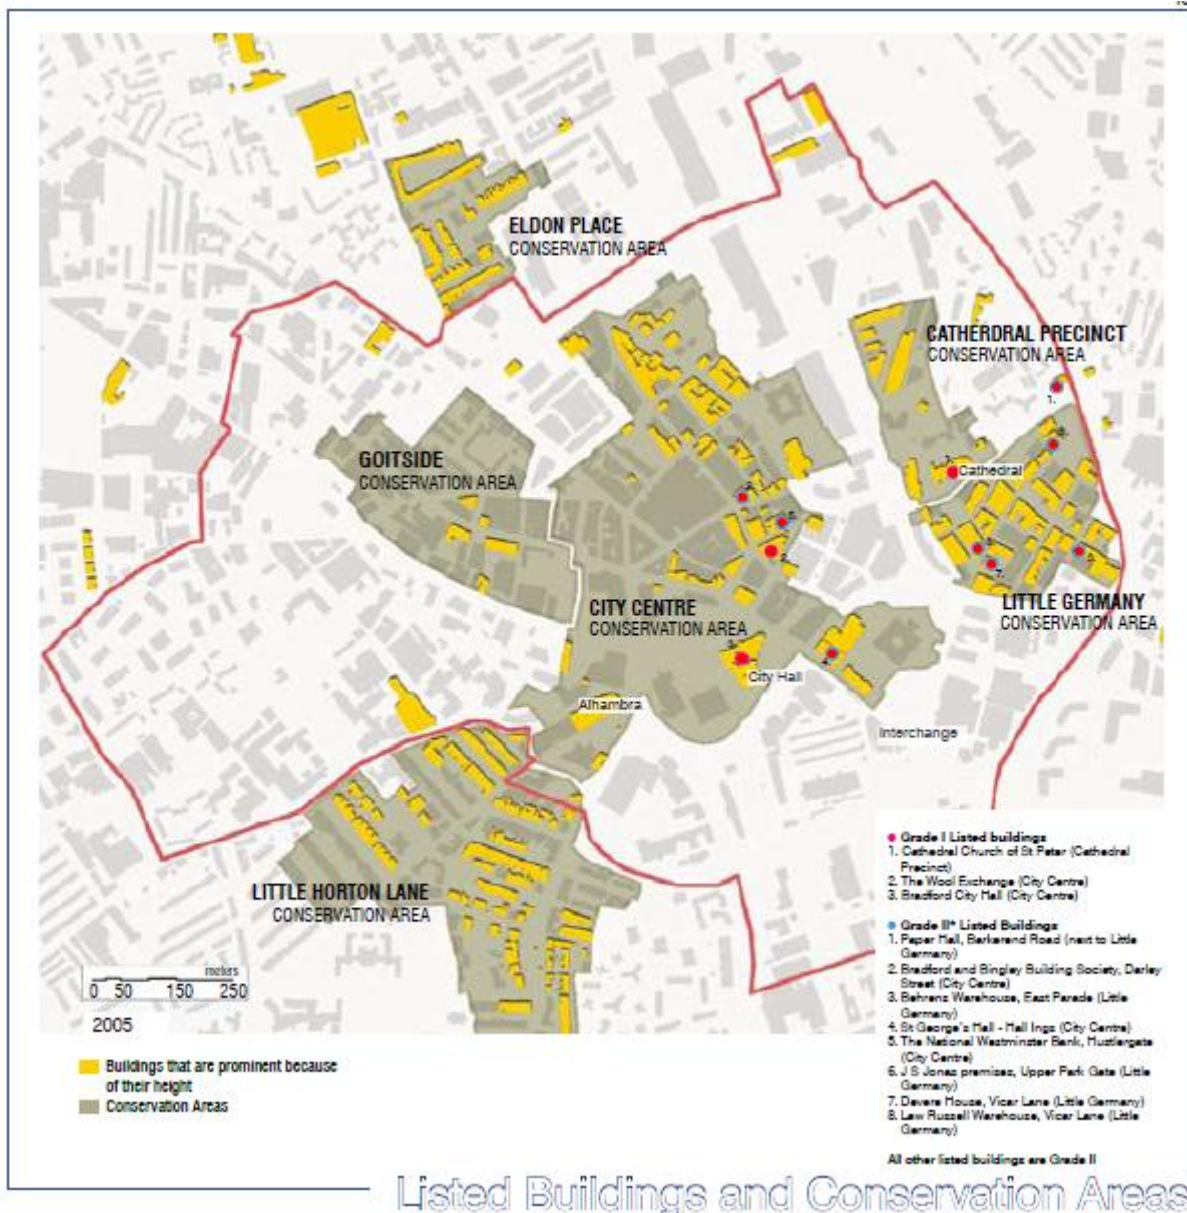 ELDON PLACE
CONSERVATION AREA
CATHERDRAL PRECINCT
CONSERVATION AREA
1.
GOITSIDE
CONSERVATION AREA
Cathedral
7.
CITY CENTRE
CONSERVATION AREA
LITTLE GERMANY
CONSERVATION AREA
City Hall
Alhambra
Interchange
LITTLE HORTON LANE
CONSERVATION AREA
meters
0 50 150 250
2005
Buildings that are prominent because
of their height
Conservation Areas
Grade I Listed buildings
1. Cathedral Church of St Peter (Cathedral
Precinct)
2. The Wool Exchange (City Centre)
3. Bradford City Hall (City Centre)
Grade II* Listed Buildings
1. Paper Hall, Barkerend Road (next to Little
Germany)
2. Bradford and Bingley Building Society, Darley
Street (City Centre)
3. Behrens Warehouse, East Parade (Little
Germany)
4. St George's Hall - Hall Ings (City Centre)
5. The National Westminster Bank, Hustlergate
(City Centre)
6. J S Jonas premises, Upper Park Gate (Little
Germany)
7. Devere House, Vicar Lane (Little Germany)
8. Law Russell Warehouse, Vicar Lane (Little
Germany)
All other listed buildings are Grade II
Listed Buildings and Conservation Areas